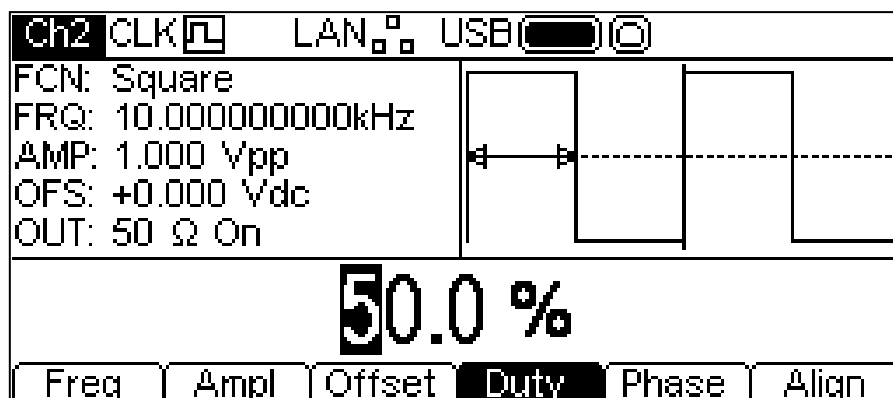 Ch2 CLK LAN USB
FCN: Square
FRQ: 10.000000000kHz
AMP: 1.000 Vpp
OFS: +0.000 Vdc
OUT: 50 Ω On
50.0 %
Freq Ampl Offset Duty Phase Align